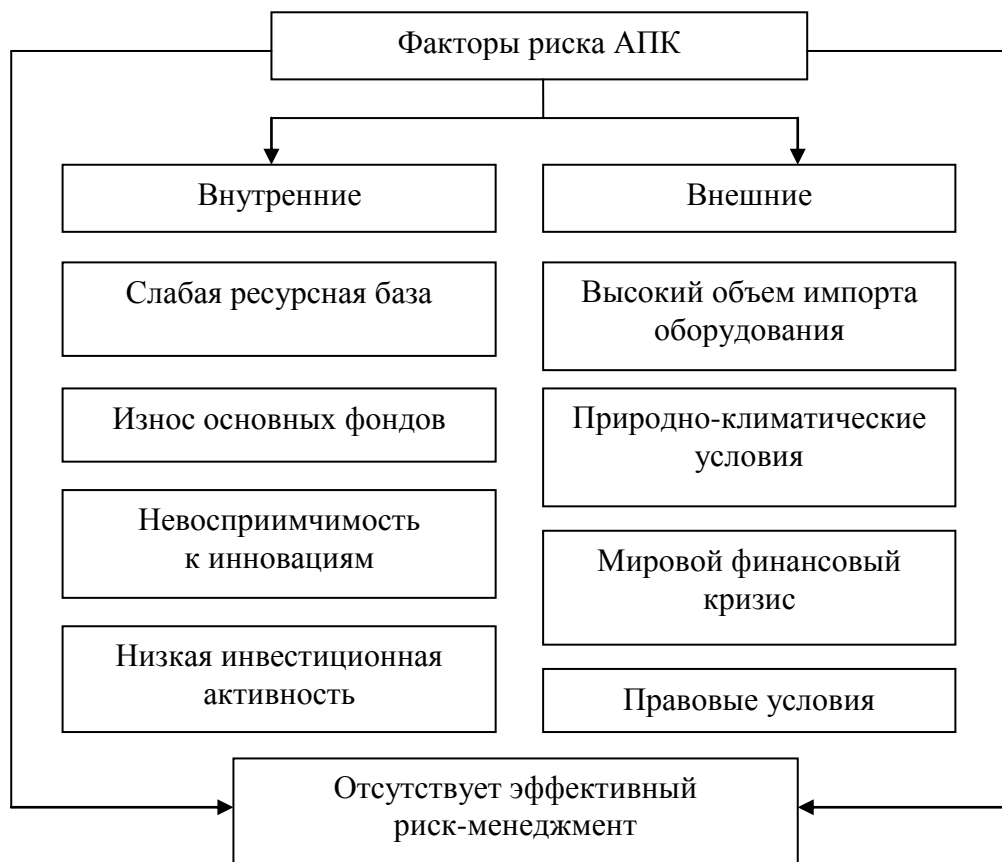 Факторы риска АПК
Внутренние
Слабая ресурсная база
Износ основных фондов
Невосприимчимость
к инновациям
Низкая инвестиционная
активность
Внешние
Высокий объем импорта
оборудования
Природно-климатические
условия
Мировой финансовый
кризис
Правовые условия
Отсутствует эффективный
риск-менеджмент